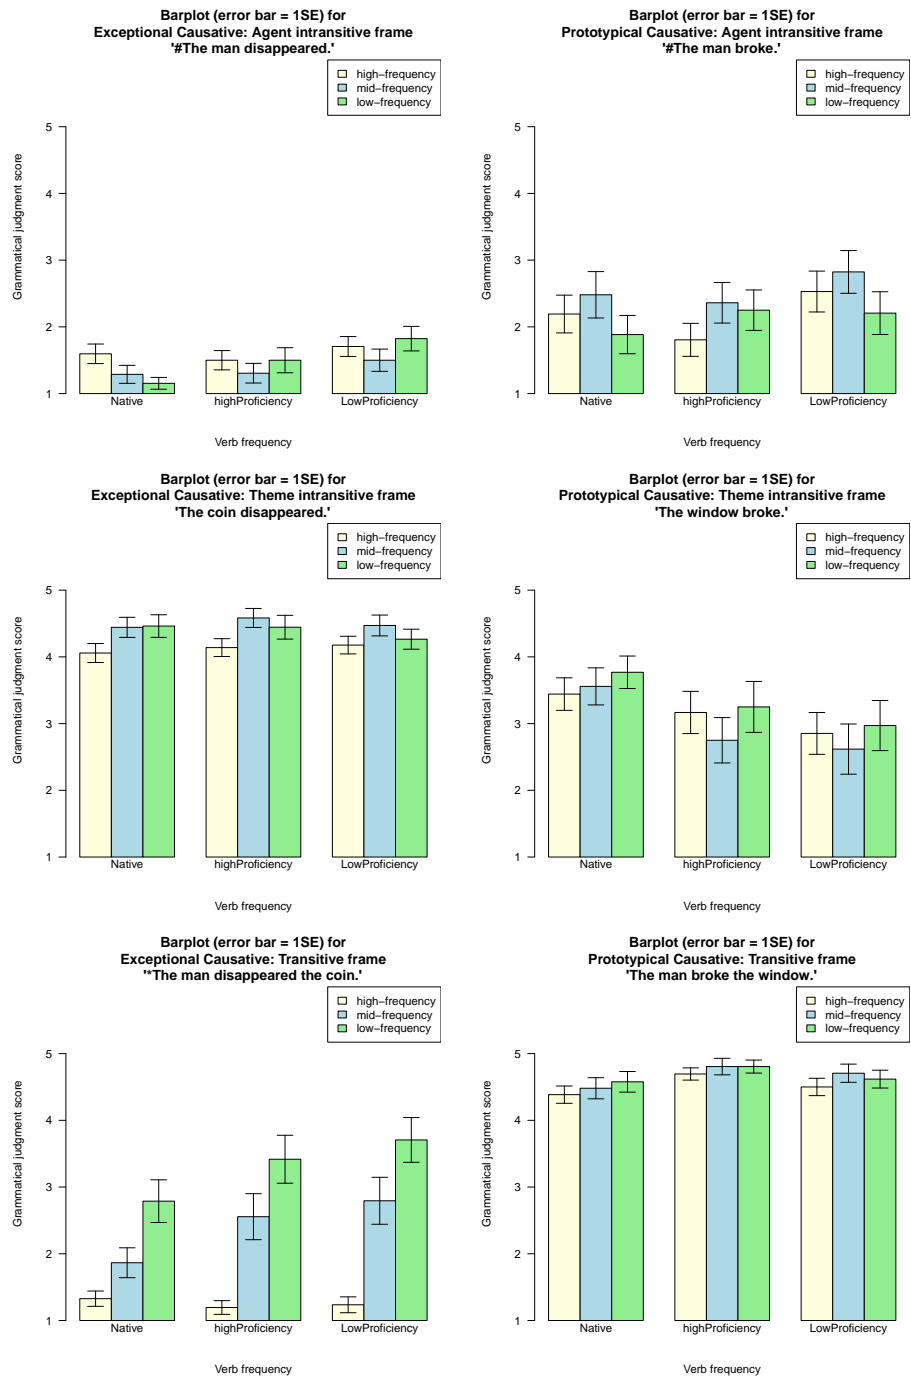 Barplot (error bar = 1SE) for
Exceptional Causative: Agent intransitive frame
'#The man disappeared.'
high−frequency
mid−frequency
low−frequency
Grammatical judgment score
5
4
3
2
1
Native
highProficiency
LowProficiency
Verb frequency
Barplot (error bar = 1SE) for
Prototypical Causative: Agent intransitive frame
'#The man broke.'
high−frequency
mid−frequency
low−frequency
Grammatical judgment score
5
4
3
2
1
Native
highProficiency
LowProficiency
Verb frequency
Barplot (error bar = 1SE) for
Exceptional Causative: Theme intransitive frame
'The coin disappeared.'
high−frequency
mid−frequency
low−frequency
Grammatical judgment score
5
4
3
2
1
Native
highProficiency
LowProficiency
Verb frequency
Barplot (error bar = 1SE) for
Prototypical Causative: Theme intransitive frame
'The window broke.'
high−frequency
mid−frequency
low−frequency
Grammatical judgment score
5
4
3
2
1
Native
highProficiency
LowProficiency
Verb frequency
Barplot (error bar = 1SE) for
Exceptional Causative: Transitive frame
'*The man disappeared the coin.'
high−frequency
mid−frequency
low−frequency
Grammatical judgment score
5
4
3
2
1
Native
highProficiency
LowProficiency
Verb frequency
Barplot (error bar = 1SE) for
Prototypical Causative: Transitive frame
'The man broke the window.'
high−frequency
mid−frequency
low−frequency
Grammatical judgment score
5
4
3
2
1
Native
highProficiency
LowProficiency
Verb frequency